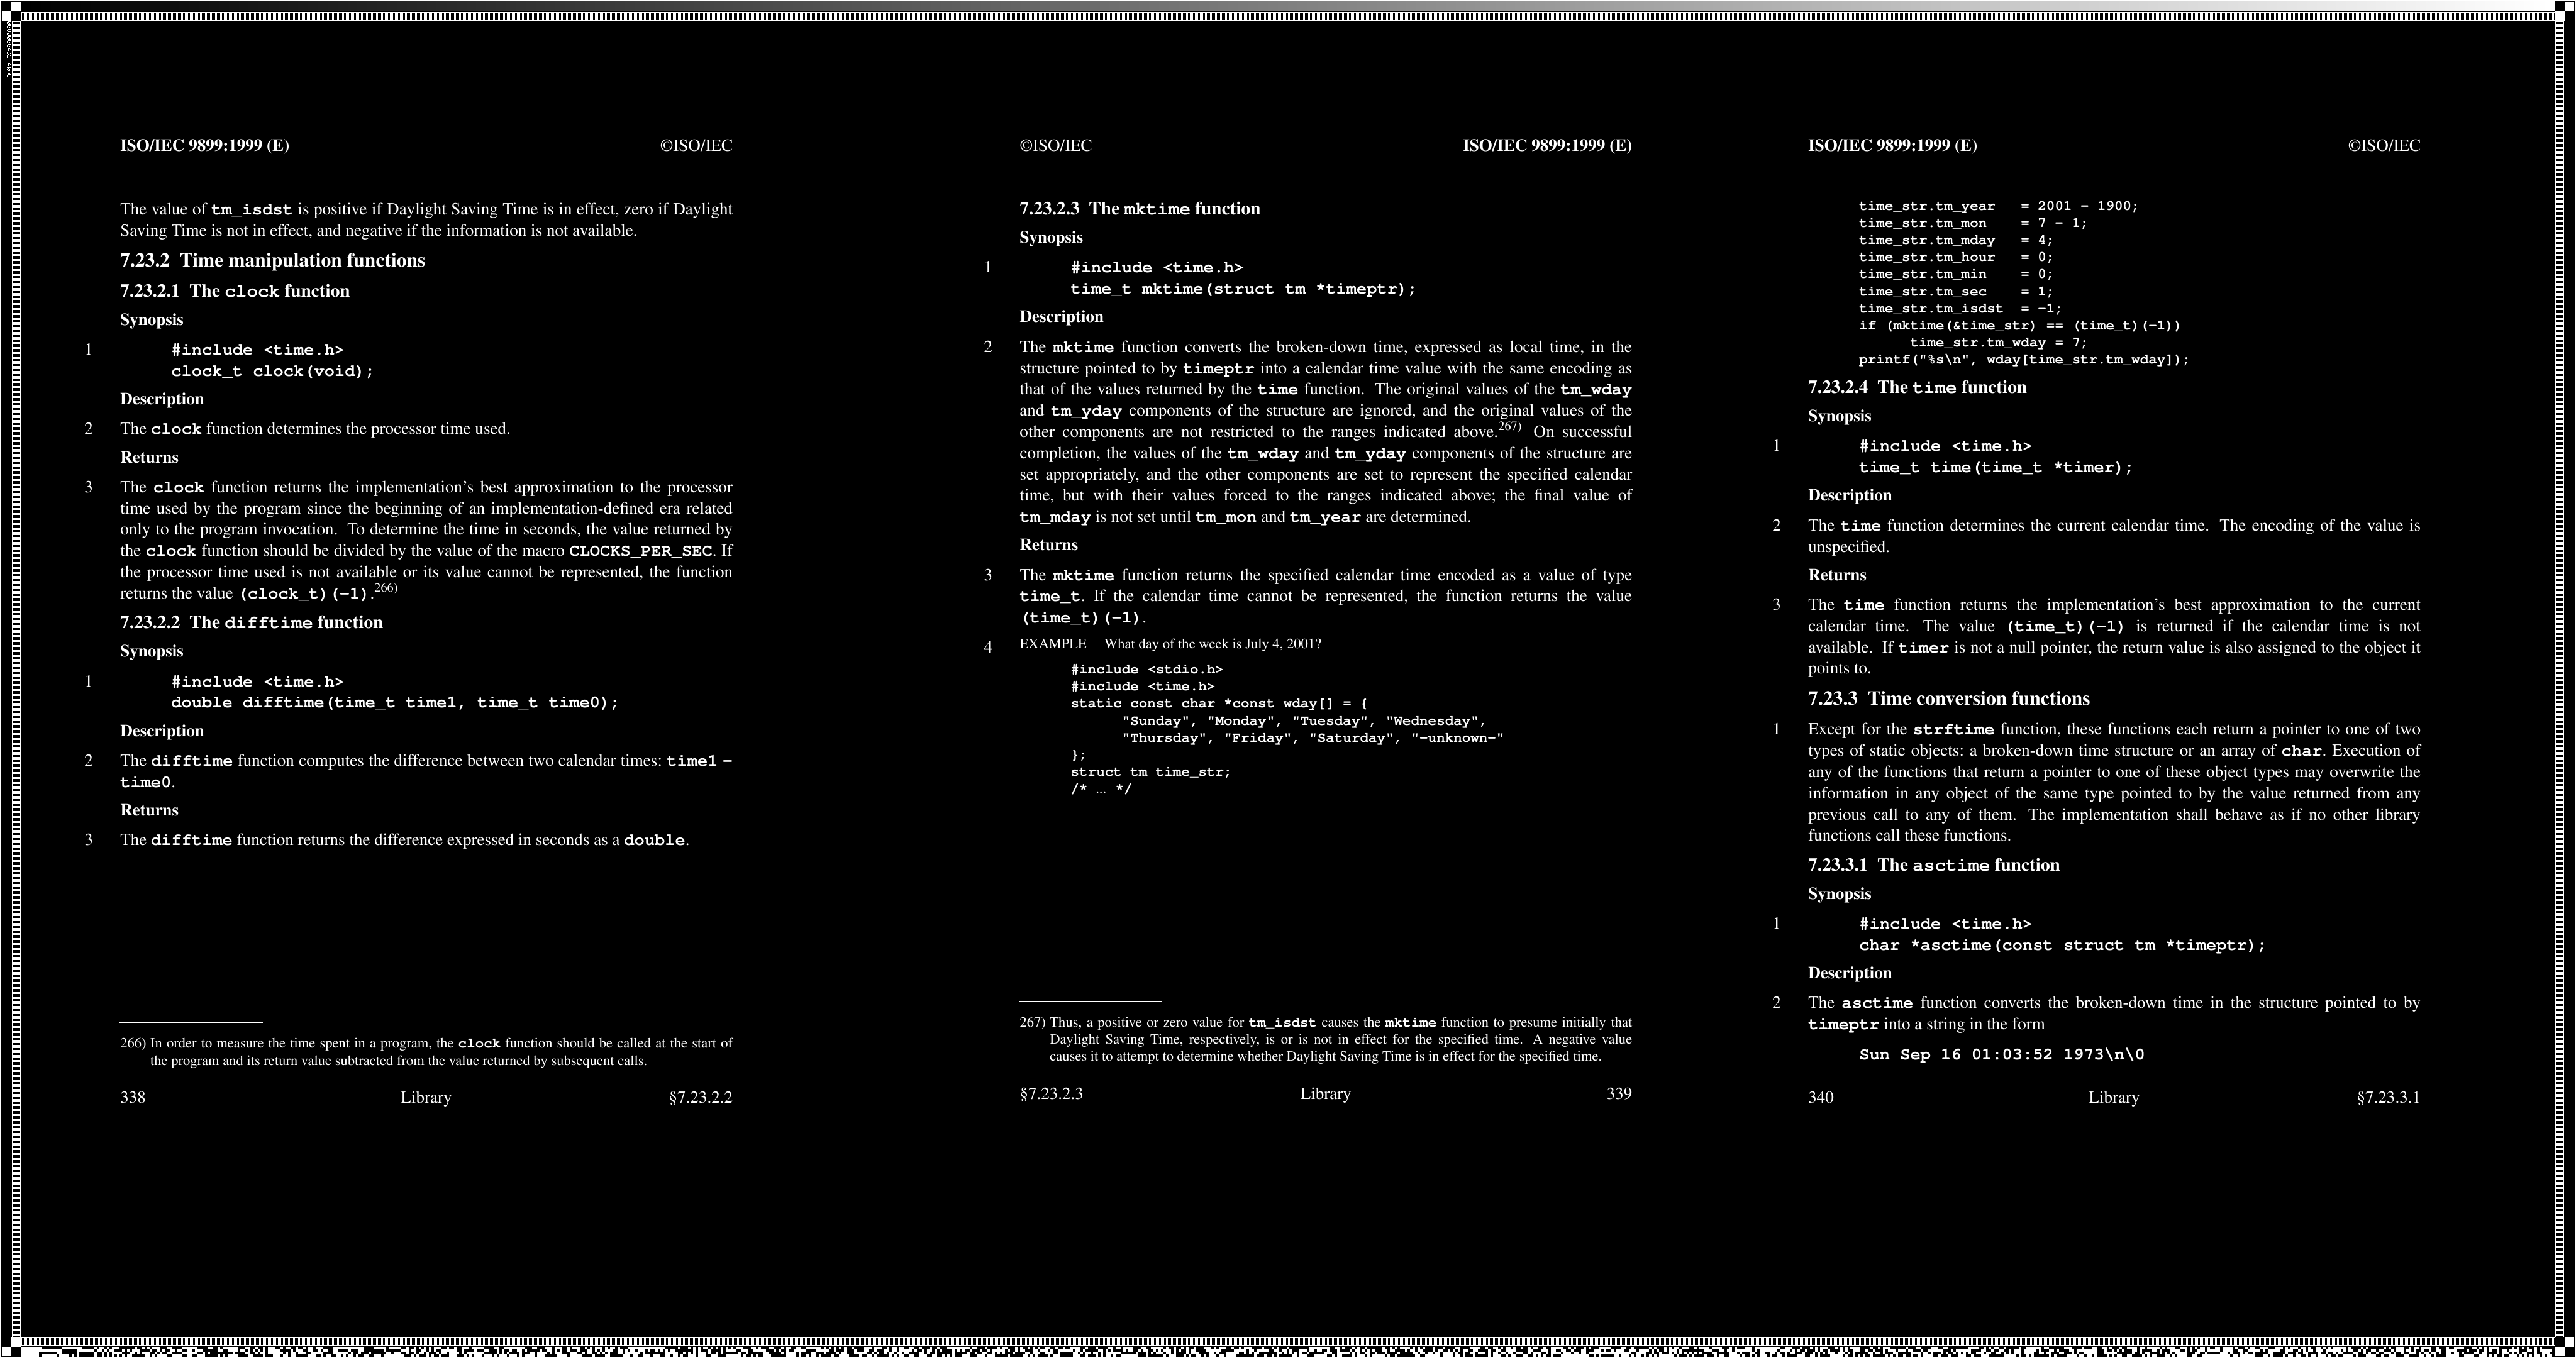 ISO/IEC 9899:1999 (E) ©ISO/IEC
The value of tm_isdst is positive if Daylight Saving Time is in effect, zero if Daylight
Saving Time is not in effect, and negative if the information is not available.
7.23.2 Time manipulation functions
7.23.2.1 The clock function
Synopsis
1 #include <time.h>
clock_t clock(void);
Description
2 The clock function determines the processor time used.
Returns
3 The clock function returns the implementation's best approximation to the processor
time used by the program since the beginning of an implementation-defined era related
only to the program invocation. To determine the time in seconds, the value returned by
the clock function should be divided by the value of the macro CLOCKS_PER_SEC. If
the processor time used is not available or its value cannot be represented, the function
returns the value (clock_t)(-1).266)
7.23.2.2 The difftime function
Synopsis
1 #include <time.h>
double difftime(time_t time1, time_t time0);
Description
2 The difftime function computes the difference between two calendar times: time1 -
time0.
Returns
3 The difftime function returns the difference expressed in seconds as a double.
266) In order to measure the time spent in a program, the clock function should be called at the start of
the program and its return value subtracted from the value returned by subsequent calls.
338 Library §7.23.2.2
©ISO/IEC ISO/IEC 9899:1999 (E)
7.23.2.3 The mktime function
Synopsis
1 #include <time.h>
time_t mktime(struct tm *timeptr);
Description
2 The mktime function converts the broken-down time, expressed as local time, in the
structure pointed to by timeptr into a calendar time value with the same encoding as
that of the values returned by the time function. The original values of the tm_wday
and tm_yday components of the structure are ignored, and the original values of the
other components are not restricted to the ranges indicated above.267) On successful
completion, the values of the tm_wday and tm_yday components of the structure are
set appropriately, and the other components are set to represent the specified calendar
time, but with their values forced to the ranges indicated above; the final value of
tm_mday is not set until tm_mon and tm_year are determined.
Returns
3 The mktime function returns the specified calendar time encoded as a value of type
time_t. If the calendar time cannot be represented, the function returns the value
(time_t)(-1).
4 EXAMPLE What day of the week is July 4, 2001?
#include <stdio.h>
#include <time.h>
static const char *const wday[] = {
"Sunday", "Monday", "Tuesday", "Wednesday",
"Thursday", "Friday", "Saturday", "-unknown-"
};
struct tm time_str;
/* ... */
267) Thus, a positive or zero value for tm_isdst causes the mktime function to presume initially that
Daylight Saving Time, respectively, is or is not in effect for the specified time. A negative value
causes it to attempt to determine whether Daylight Saving Time is in effect for the specified time.
§7.23.2.3 Library 339
ISO/IEC 9899:1999 (E) ©ISO/IEC
time_str.tm_year = 2001 - 1900;
time_str.tm_mon = 7 - 1;
time_str.tm_mday = 4;
time_str.tm_hour = 0;
time_str.tm_min = 0;
time_str.tm_sec = 1;
time_str.tm_isdst = -1;
if (mktime(&time_str) == (time_t)(-1))
time_str.tm_wday = 7;
printf("%s\n", wday[time_str.tm_wday]);
7.23.2.4 The time function
Synopsis
1 #include <time.h>
time_t time(time_t *timer);
Description
2 The time function determines the current calendar time. The encoding of the value is
unspecified.
Returns
3 The time function returns the implementation's best approximation to the current
calendar time. The value (time_t)(-1) is returned if the calendar time is not
available. If timer is not a null pointer, the return value is also assigned to the object it
points to.
7.23.3 Time conversion functions
1 Except for the strftime function, these functions each return a pointer to one of two
types of static objects: a broken-down time structure or an array of char. Execution of
any of the functions that return a pointer to one of these object types may overwrite the
information in any object of the same type pointed to by the value returned from any
previous call to any of them. The implementation shall behave as if no other library
functions call these functions.
7.23.3.1 The asctime function
Synopsis
1 #include <time.h>
char *asctime(const struct tm *timeptr);
Description
2 The asctime function converts the broken-down time in the structure pointed to by
timeptr into a string in the form
Sun Sep 16 01:03:52 1973\n\0
340 Library §7.23.3.1